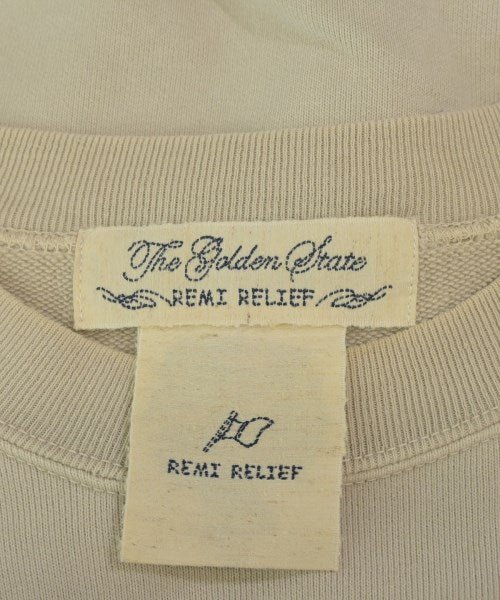 The Golden State
REMI RELIEF
REMI RELIEF